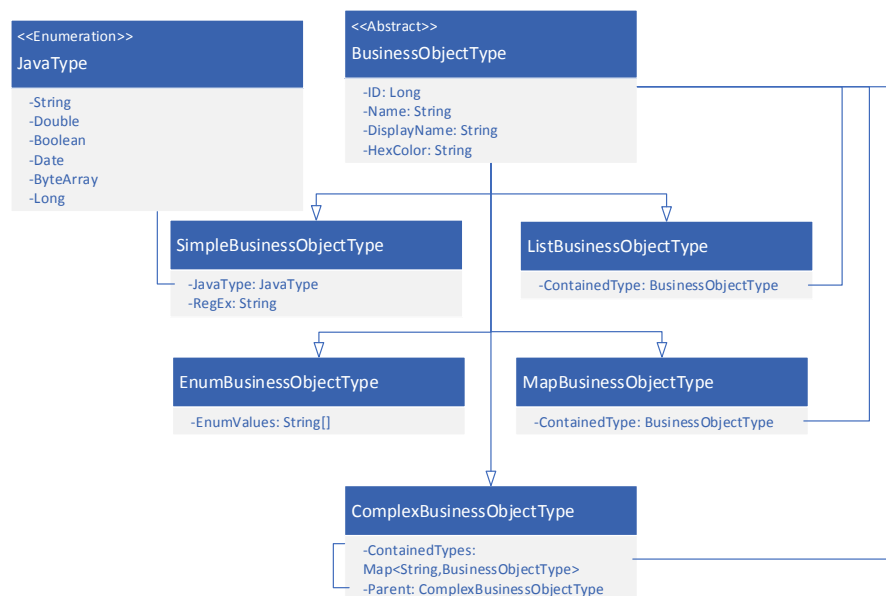 <<Enumeration>>
JavaType
-String
-Double
-Boolean
-Date
-ByteArray
-Long
<<Abstract>>
BusinessObjectType
-ID: Long
-Name: String
-DisplayName: String
-HexColor: String
SimpleBusinessObjectType
-JavaType: JavaType
-RegEx: String
ListBusinessObjectType
-ContainedType: BusinessObjectType
EnumBusinessObjectType
-EnumValues: String[]
MapBusinessObjectType
-ContainedType: BusinessObjectType
ComplexBusinessObjectType
-ContainedTypes:
Map<String,BusinessObjectType>
-Parent: ComplexBusinessObjectType